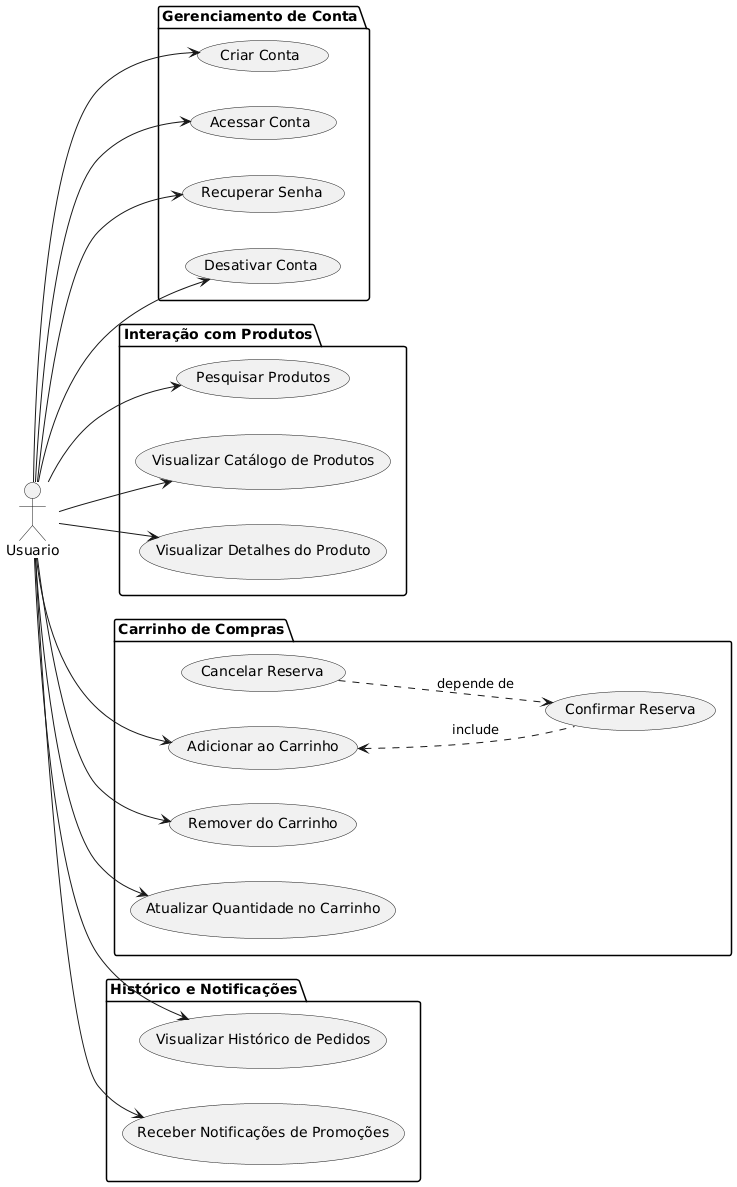 Gerenciamento de Conta
Criar Conta
Acessar Conta
Recuperar Senha
Desativar Conta
Interação com Produtos
Pesquisar Produtos
Visualizar Catálogo de Produtos
Visualizar Detalhes do Produto
Usuario
Carrinho de Compras
Cancelar Reserva
depende de
Confirmar Reserva
include
Adicionar ao Carrinho
Remover do Carrinho
Atualizar Quantidade no Carrinho
Histórico e Notificações
Visualizar Histórico de Pedidos
Receber Notificações de Promoções